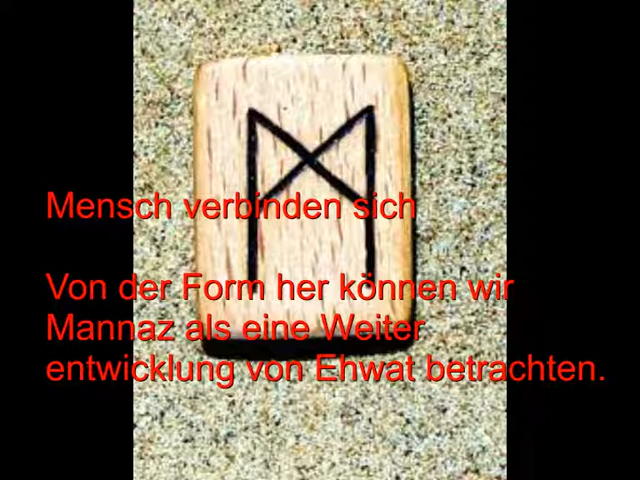 Mensch verbinden sich
Von der Form her können wir
Mannaz als eine Weiter
entwicklung von Ehwat betrachten.